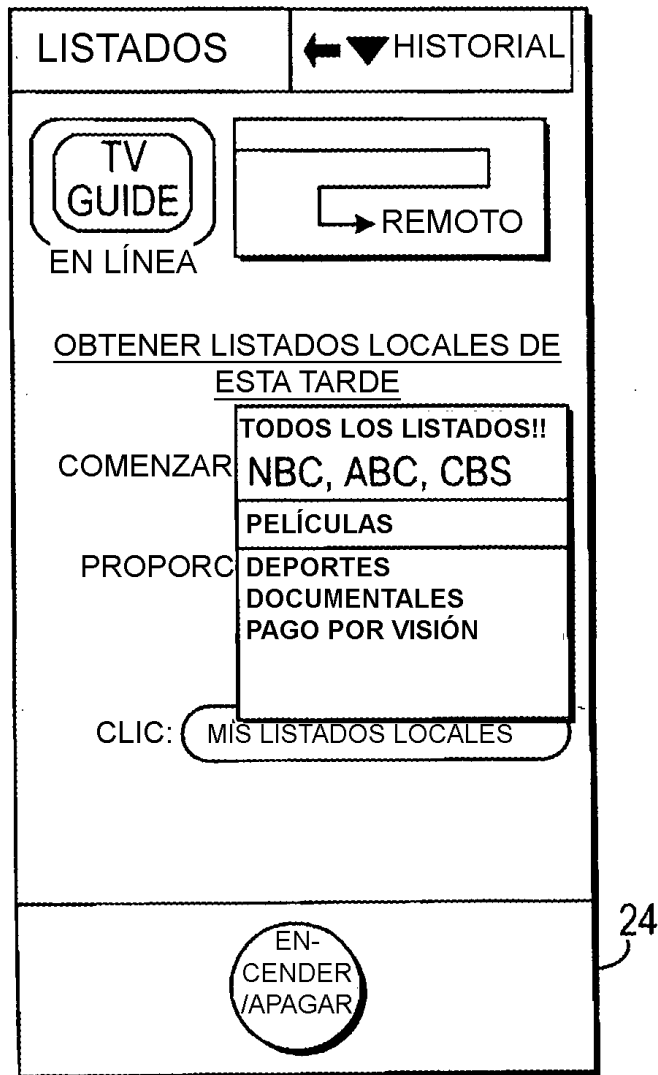 LISTADOS
HISTORIAL
TV
GUIDE
EN LÍNEA
REMOTO
OBTENER LISTADOS LOCALES DE
ESTA TARDE
TODOS LOS LISTADOS!!
COMENZAR
NBC, ABC, CBS
PELÍCULAS
PROPORC
DEPORTES
DOCUMENTALES
PAGO POR VISIÓN
CLIC:
MIS LISTADOS LOCALES
24
EN-
CENDER
/APAGAR